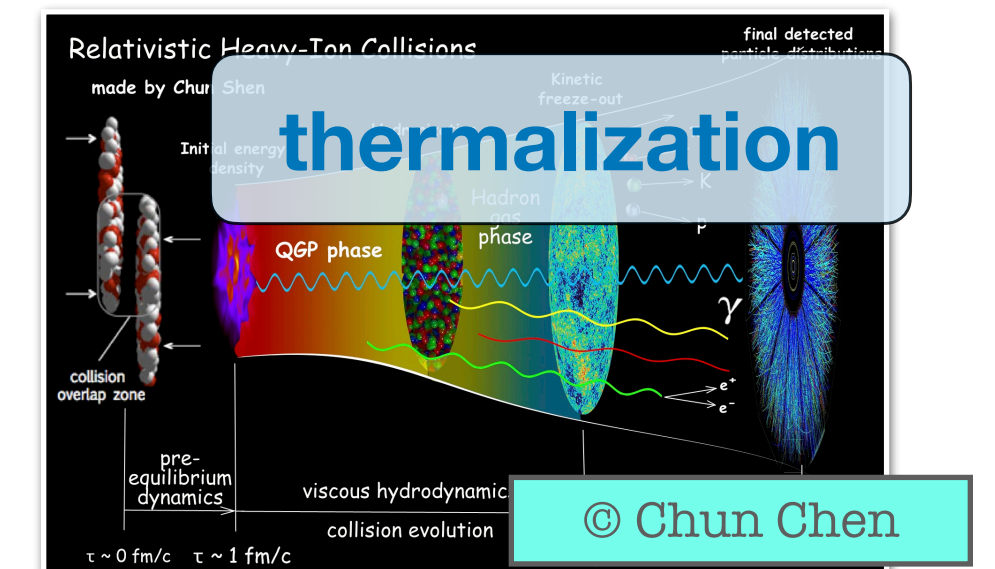 Relativistic Heavy-Ion Collisions
final detected
particle distributions
made by Chun Shen
Kinetic
freeze-out
thermalization
Initial energy
density
Hadron
gas
phase
K
p
QGP phase
γ
collision
overlap zone
e⁺
e⁻
pre-
equilibrium
dynamics
viscous hydrodynamics
collision evolution
© Chun Chen
τ ~ 0 fm/c
τ ~ 1 fm/c